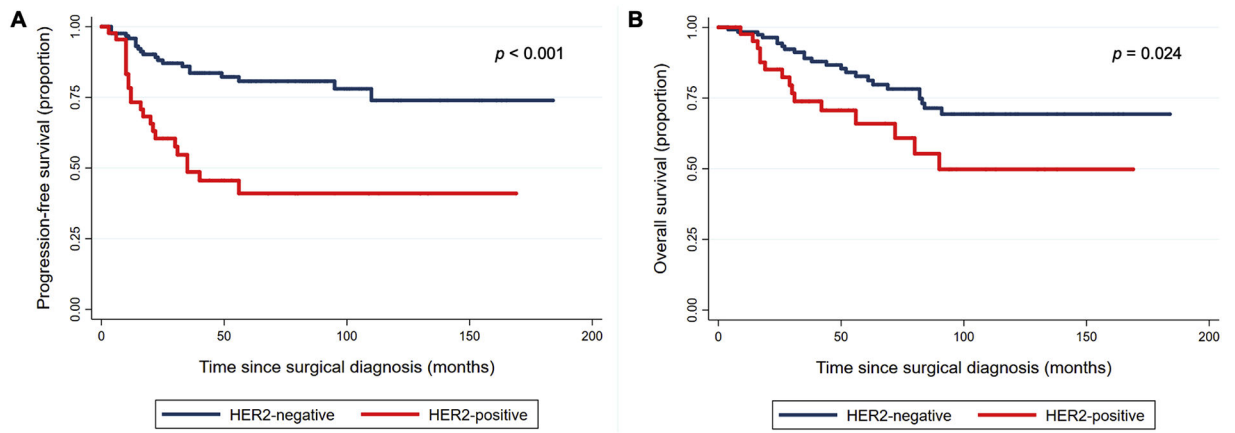 A
p < 0.001
Progression-free survival (proportion)
1.00
0.75
0.50
0.25
0.00
0 50 100 150 200
Time since surgical diagnosis (months)
HER2-negative HER2-positive
B
p = 0.024
Overall survival (proportion)
1.00
0.75
0.50
0.25
0.00
0 50 100 150 200
Time since surgical diagnosis (months)
HER2-negative HER2-positive